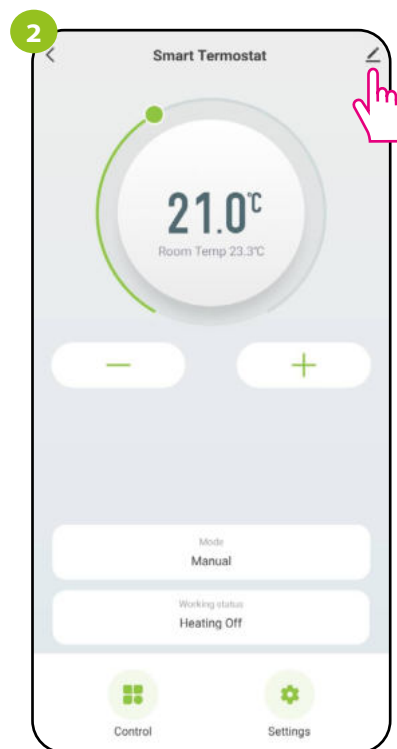 2
Smart Termostat
21.0℃
Room Temp 23.3℃
Mode
Manual
Working status
Heating Off
Control
Settings